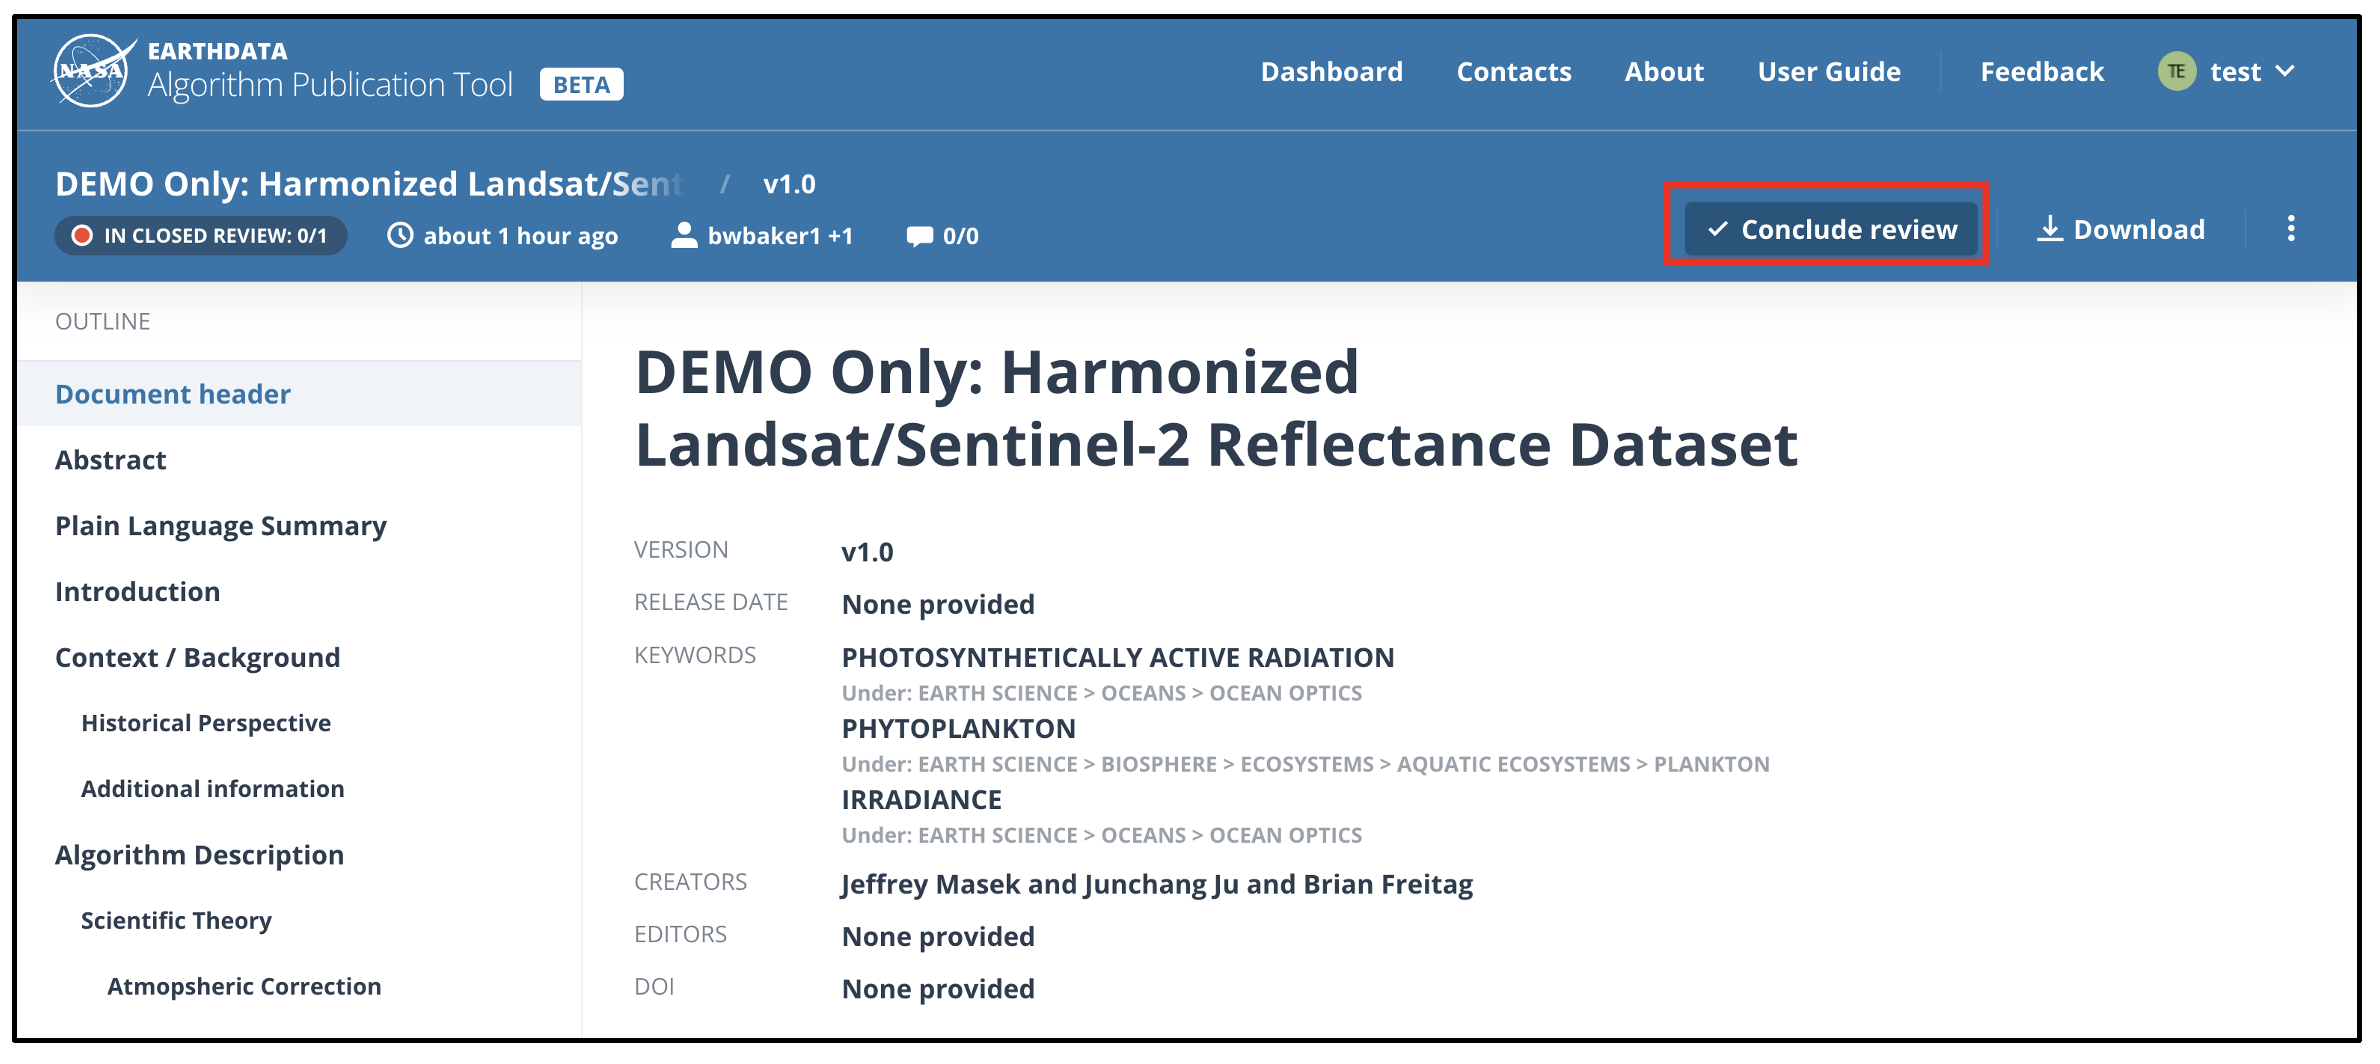 NASA
EARTHDATA
Algorithm Publication Tool BETA
Dashboard Contacts About User Guide Feedback TE test
DEMO Only: Harmonized Landsat/Sent / v1.0
IN CLOSED REVIEW: 0/1 about 1 hour ago bwbaker1 +1 0/0
Conclude review Download
OUTLINE
Document header
Abstract
Plain Language Summary
Introduction
Context / Background
Historical Perspective
Additional information
Algorithm Description
Scientific Theory
Atmopsheric Correction
DEMO Only: Harmonized
Landsat/Sentinel-2 Reflectance Dataset
VERSION v1.0
RELEASE DATE None provided
KEYWORDS PHOTOSYNTHETICALLY ACTIVE RADIATION
Under: EARTH SCIENCE > OCEANS > OCEAN OPTICS
PHYTOPLANKTON
Under: EARTH SCIENCE > BIOSPHERE > ECOSYSTEMS > AQUATIC ECOSYSTEMS > PLANKTON
IRRADIANCE
Under: EARTH SCIENCE > OCEANS > OCEAN OPTICS
CREATORS Jeffrey Masek and Junchang Ju and Brian Freitag
EDITORS None provided
DOI None provided